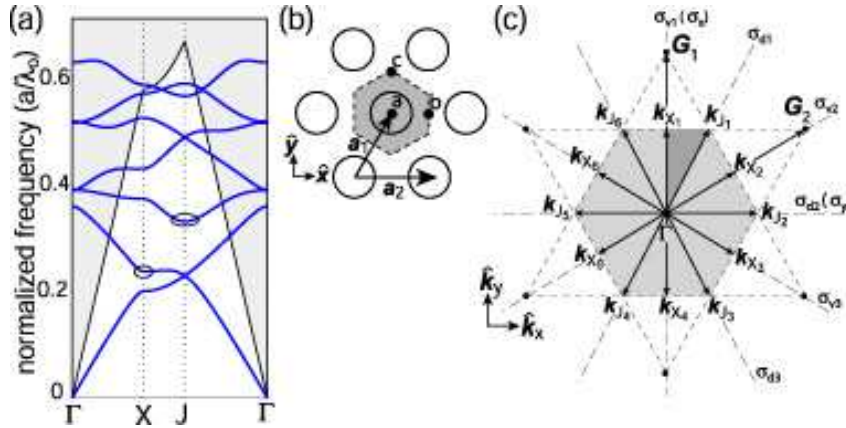 (a)
normalized frequency (a/λ₀)
0.6
0.4
0.2
0
Γ X J Γ
(b)
c
a
b
a₁
a₂
ŷ
x̂
(c)
σv1(σx)
σd1
G₁
G₂
σv2
kJ6
kX1
kJ1
kX6
kX2
kJ5
Γ
kJ2
σd2(σy
kX3
k̂y
k̂x
kJ4
kX4
kJ3
σv3
σd3